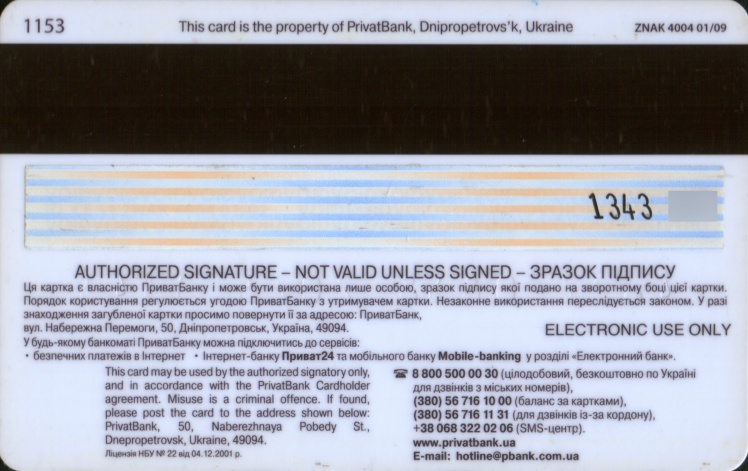 1153 This card is the property of PrivatBank, Dnipropetrovs'k, Ukraine ZNAK 4004 01/09
1343
AUTHORIZED SIGNATURE – NOT VALID UNLESS SIGNED – ЗРАЗОК ПІДПИСУ
Ця картка є власністю ПриватБанку і може бути використана лише особою, зразок підпису якої подано на зворотному боці цієї картки.
Порядок користування регулюється угодою ПриватБанку з утримувачем картки. Незаконне використання переслідується законом. У разі
знаходження загубленої картки просимо повернути її за адресою: ПриватБанк,
вул. Набережна Перемоги, 50, Дніпропетровськ, Україна, 49094.
ELECTRONIC USE ONLY
У будь-якому банкоматі ПриватБанку можна підключитись до сервісів:
• безпечних платежів в Інтернет • Інтернет-банку Приват24 та мобільного банку Mobile-banking у розділі «Електронний банк».
This card may be used by the authorized signatory only,
and in accordance with the PrivatBank Cardholder
agreement. Misuse is a criminal offence. If found,
please post the card to the address shown below:
PrivatBank, 50, Naberezhnaya Pobedy St.,
Dnepropetrovsk, Ukraine, 49094.
Ліцензія НБУ № 22 від 04.12.2001 р.
☎ 8 800 500 00 30 (цілодобовий, безкоштовно по Україні
для дзвінків з міських номерів),
(380) 56 716 10 00 (баланс за картками),
(380) 56 716 11 31 (для дзвінків із-за кордону),
+38 068 322 02 06 (SMS-центр).
www.privatbank.ua
E-mail: hotline@pbank.com.ua